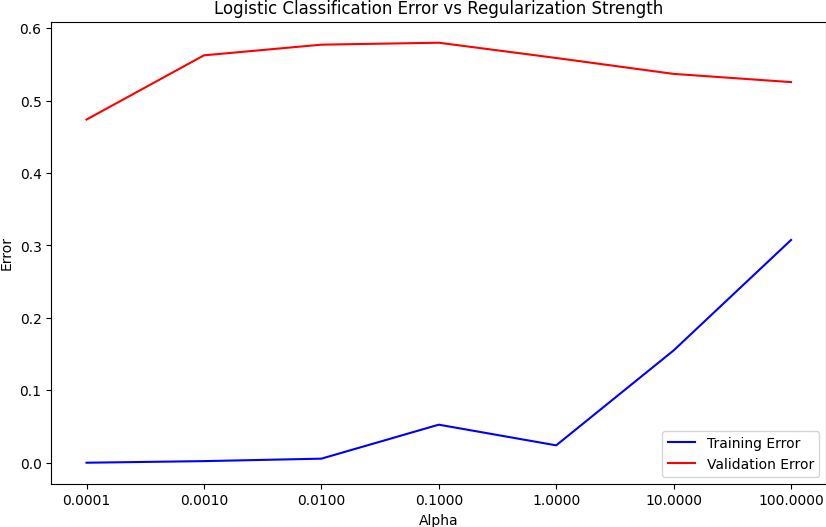 Logistic Classification Error vs Regularization Strength
0.6
0.5
0.4
0.3
0.2
0.1
0.0
Error
Training Error
Validation Error
0.0001 0.0010 0.0100 0.1000 1.0000 10.0000 100.0000
Alpha